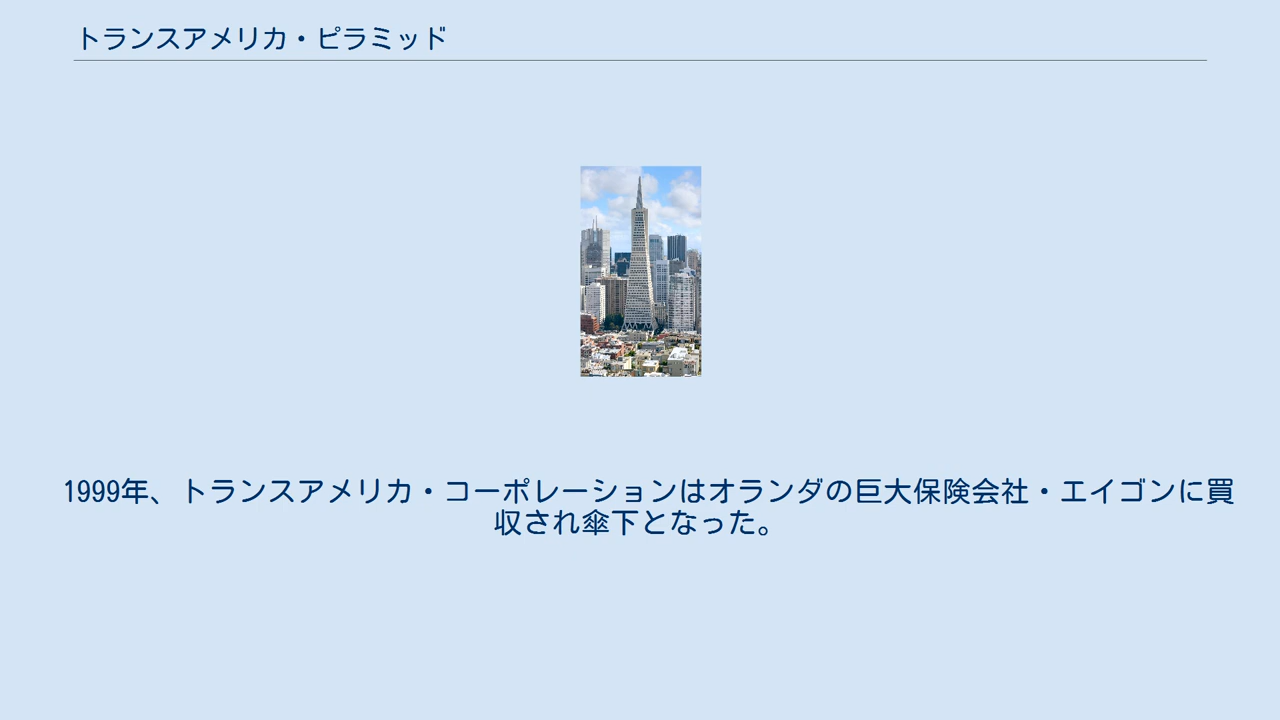 トランスアメリカ・ピラミッド
1999年、トランスアメリカ・コーポレーションはオランダの巨大保険会社・エイゴンに買
収され傘下となった。